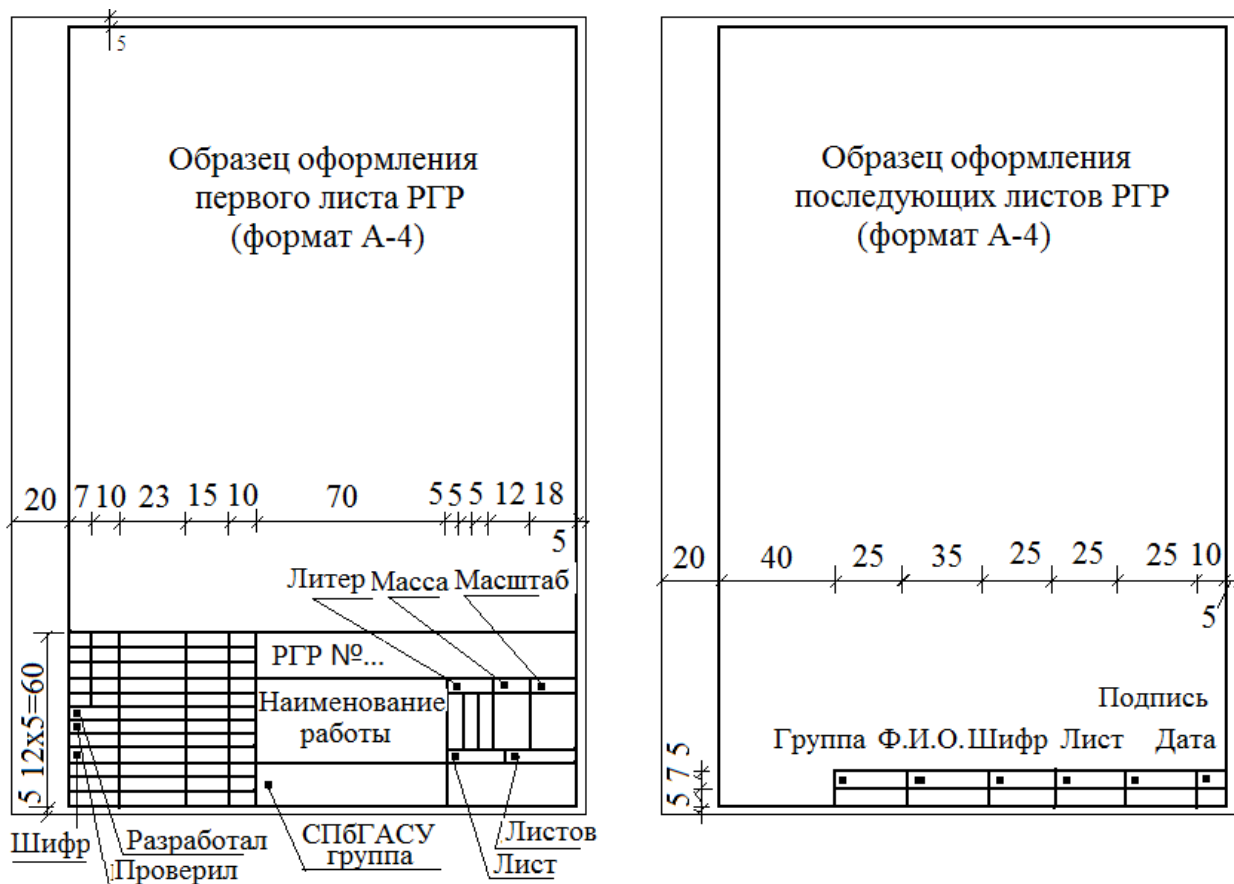 5
Образец оформления
первого листа РГР
(формат А-4)
20 7 10 23 15 10 70 5 5 5 12 18
5
Литер Масса Масштаб
12х5=60
5
РГР №...
Наименование
работы
Шифр Разработал
Проверил
СПбГАСУ
группа
Листов
Лист
Образец оформления
последующих листов РГР
(формат А-4)
20 40 25 35 25 25 25 10
5
Подпись
Группа Ф.И.О. Шифр Лист Дата
5 7 5